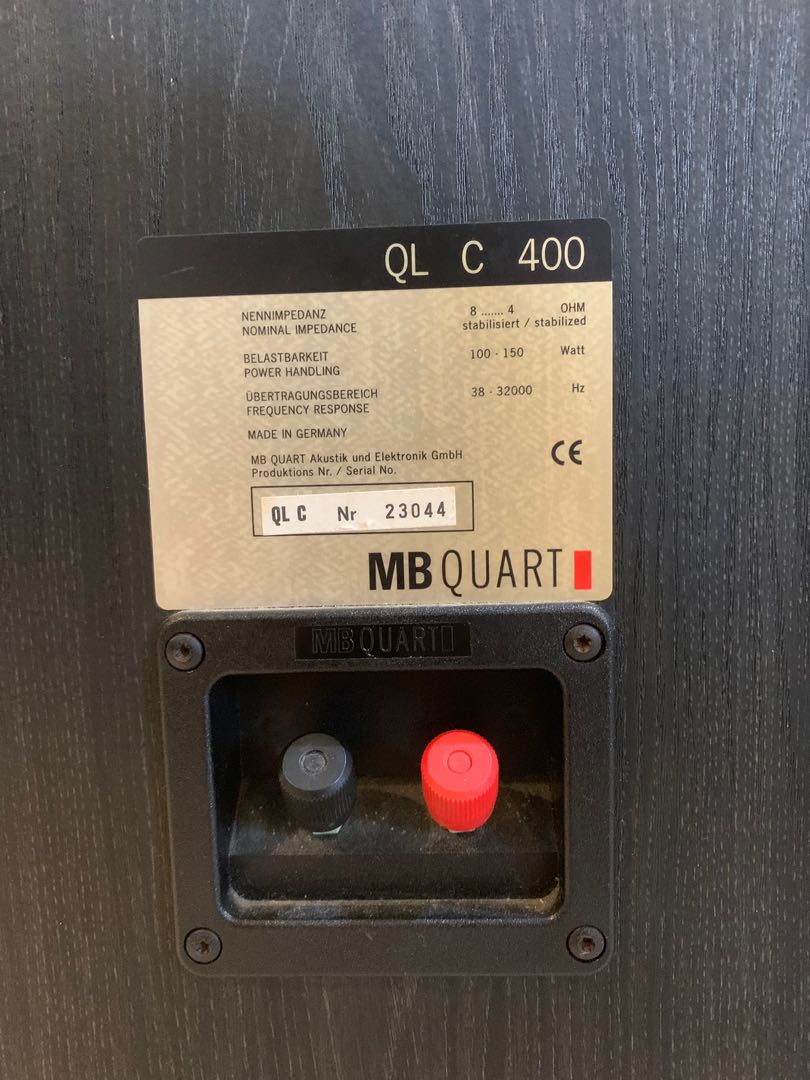 QL C 400
NENNIMPEDANZ 8 ....... 4 OHM
NOMINAL IMPEDANCE stabilisiert / stabilized
BELASTBARKEIT 100 - 150 Watt
POWER HANDLING
ÜBERTRAGUNGSBEREICH 38 - 32000 Hz
FREQUENCY RESPONSE
MADE IN GERMANY
MB QUART Akustik und Elektronik GmbH CE
Produktions Nr. / Serial No.
QL C Nr 23044
MB QUART
MB QUART